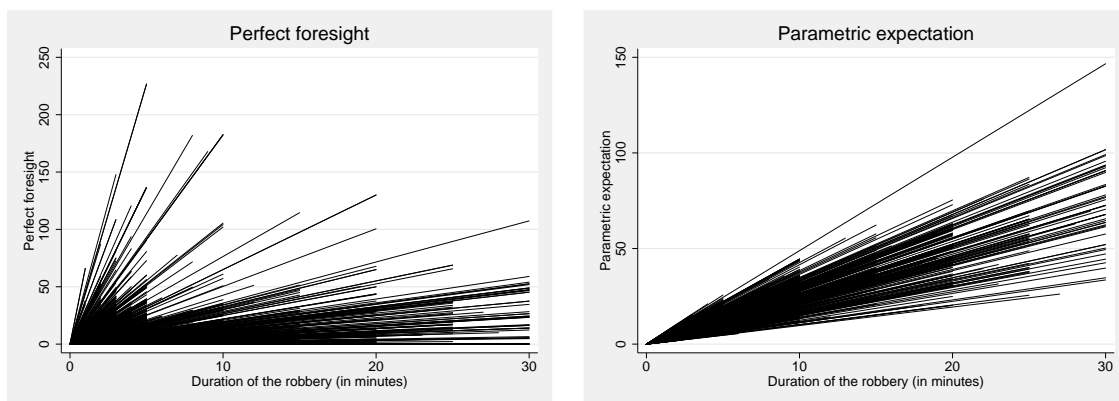 Perfect foresight
Perfect foresight
250
200
150
100
50
0
0 10 20 30
Duration of the robbery (in minutes)
Parametric expectation
Parametric expectation
150
100
50
0
0 10 20 30
Duration of the robbery (in minutes)